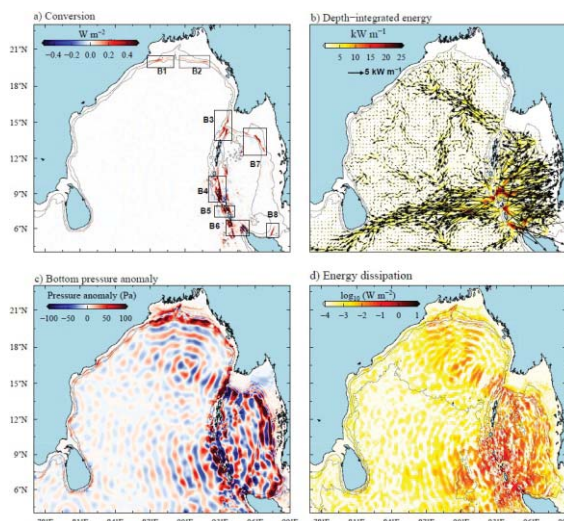 a) Conversion
W m⁻²
−0.4 −0.2 0.0 0.2 0.4
21°N
18°N
15°N
12°N
9°N
6°N
B1 B2
B3
B7
B4
B5
B8
B6
b) Depth-integrated energy
kW m⁻¹
0 5 10 15 20 25
5 kW m⁻¹
c) Bottom pressure anomaly
Pressure anomaly (Pa)
−100 −50 0 50 100
21°N
18°N
15°N
12°N
9°N
6°N
d) Energy dissipation
log₁₀ (W m⁻²)
−4 −3 −2 −1 0 1